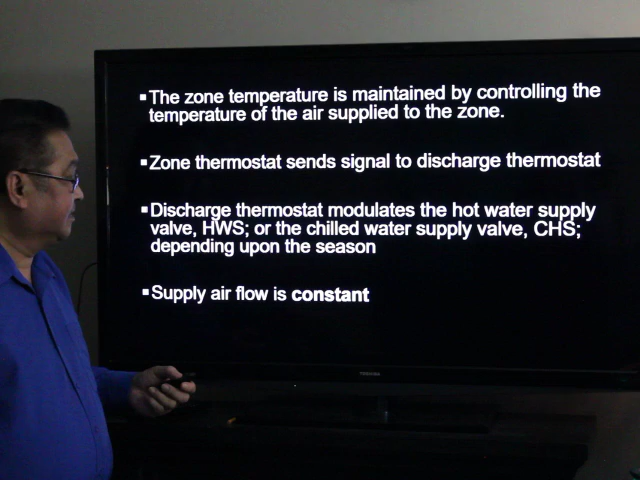 ▪The zone temperature is maintained by controlling the
temperature of the air supplied to the zone.
▪Zone thermostat sends signal to discharge thermostat
▪Discharge thermostat modulates the hot water supply
valve, HWS; or the chilled water supply valve, CHS;
depending upon the season
▪Supply air flow is constant
TOSHIBA